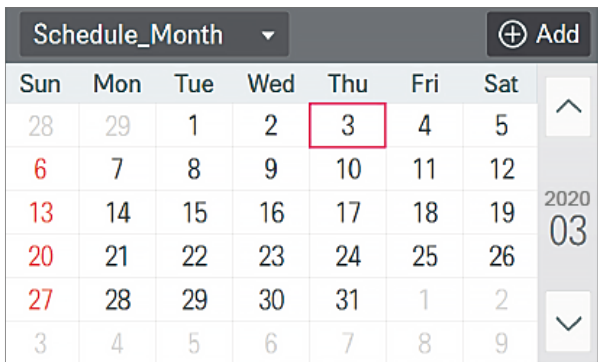 Schedule_Month Add
Sun Mon Tue Wed Thu Fri Sat
28 29 1 2 3 4 5
6 7 8 9 10 11 12
13 14 15 16 17 18 19
20 21 22 23 24 25 26
27 28 29 30 31 1 2
3 4 5 6 7 8 9
2020
03